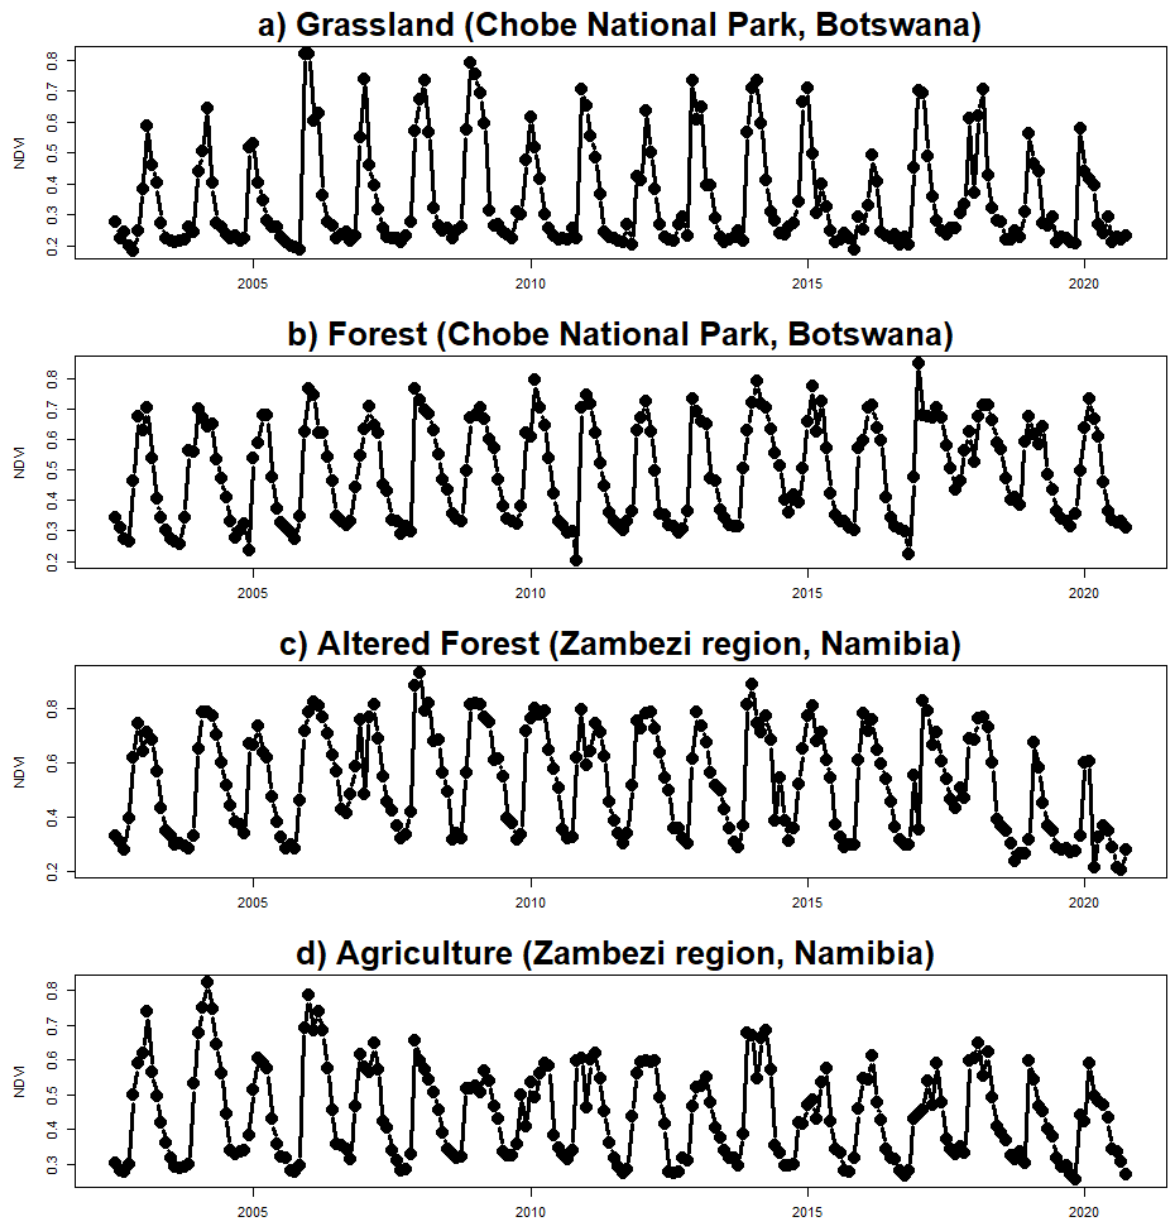 a) Grassland (Chobe National Park, Botswana)
NDVI
0.8
0.7
0.6
0.5
0.4
0.3
0.2
2005 2010 2015 2020
b) Forest (Chobe National Park, Botswana)
NDVI
0.8
0.7
0.6
0.5
0.4
0.3
0.2
2005 2010 2015 2020
c) Altered Forest (Zambezi region, Namibia)
NDVI
0.8
0.6
0.4
0.2
2005 2010 2015 2020
d) Agriculture (Zambezi region, Namibia)
NDVI
0.8
0.7
0.6
0.5
0.4
0.3
2005 2010 2015 2020